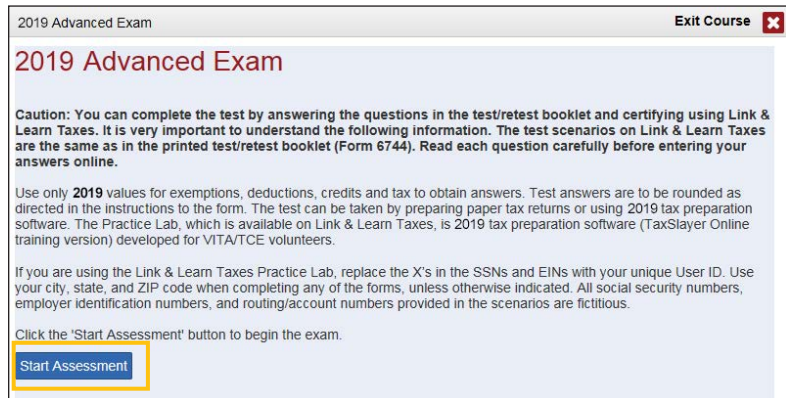 2019 Advanced Exam
Exit Course
2019 Advanced Exam
Caution: You can complete the test by answering the questions in the test/retest booklet and certifying using Link &
Learn Taxes. It is very important to understand the following information. The test scenarios on Link & Learn Taxes
are the same as in the printed test/retest booklet (Form 6744). Read each question carefully before entering your
answers online.
Use only 2019 values for exemptions, deductions, credits and tax to obtain answers. Test answers are to be rounded as
directed in the instructions to the form. The test can be taken by preparing paper tax returns or using 2019 tax preparation
software. The Practice Lab, which is available on Link & Learn Taxes, is 2019 tax preparation software (TaxSlayer Online
training version) developed for VITA/TCE volunteers.
If you are using the Link & Learn Taxes Practice Lab, replace the X's in the SSNs and EINs with your unique User ID. Use
your city, state, and ZIP code when completing any of the forms, unless otherwise indicated. All social security numbers,
employer identification numbers, and routing/account numbers provided in the scenarios are fictitious.
Click the 'Start Assessment' button to begin the exam.
Start Assessment